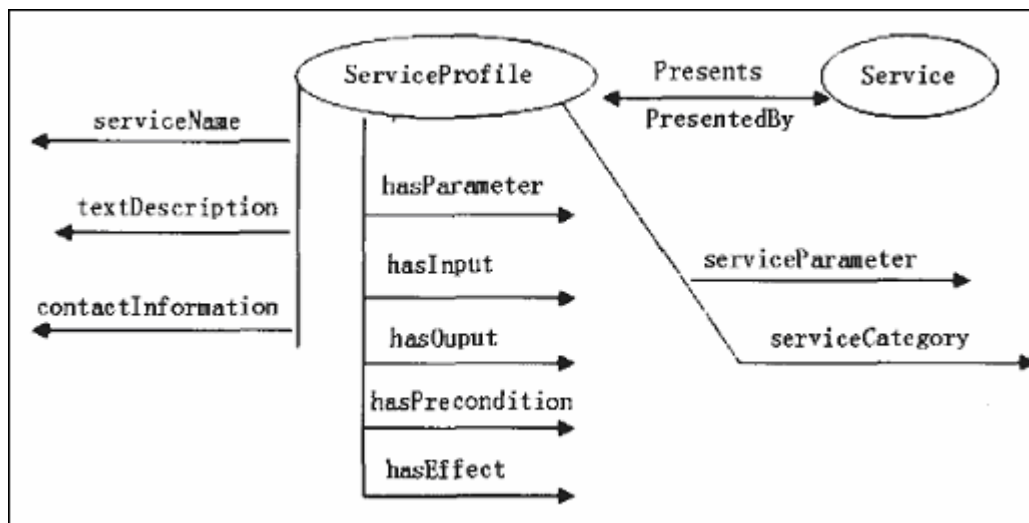 ServiceProfile
Presents
PresentedBy
Service
serviceName
textDescription
contactInformation
hasParameter
hasInput
hasOuput
hasPrecondition
hasEffect
serviceParameter
serviceCategory